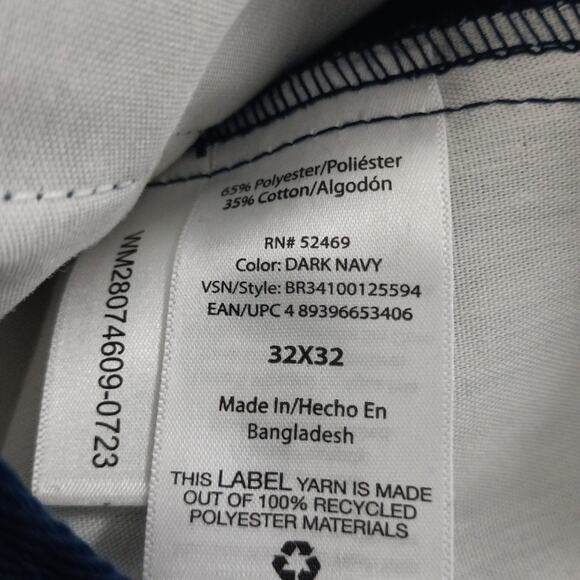 65% Polyester/Poliéster
35% Cotton/Algodón
RN# 52469
Color: DARK NAVY
VSN/Style: BR34100125594
EAN/UPC 4 89396653406
32X32
Made In/Hecho En
Bangladesh
THIS LABEL YARN IS MADE
OUT OF 100% RECYCLED
POLYESTER MATERIALS
WM28074609-0723